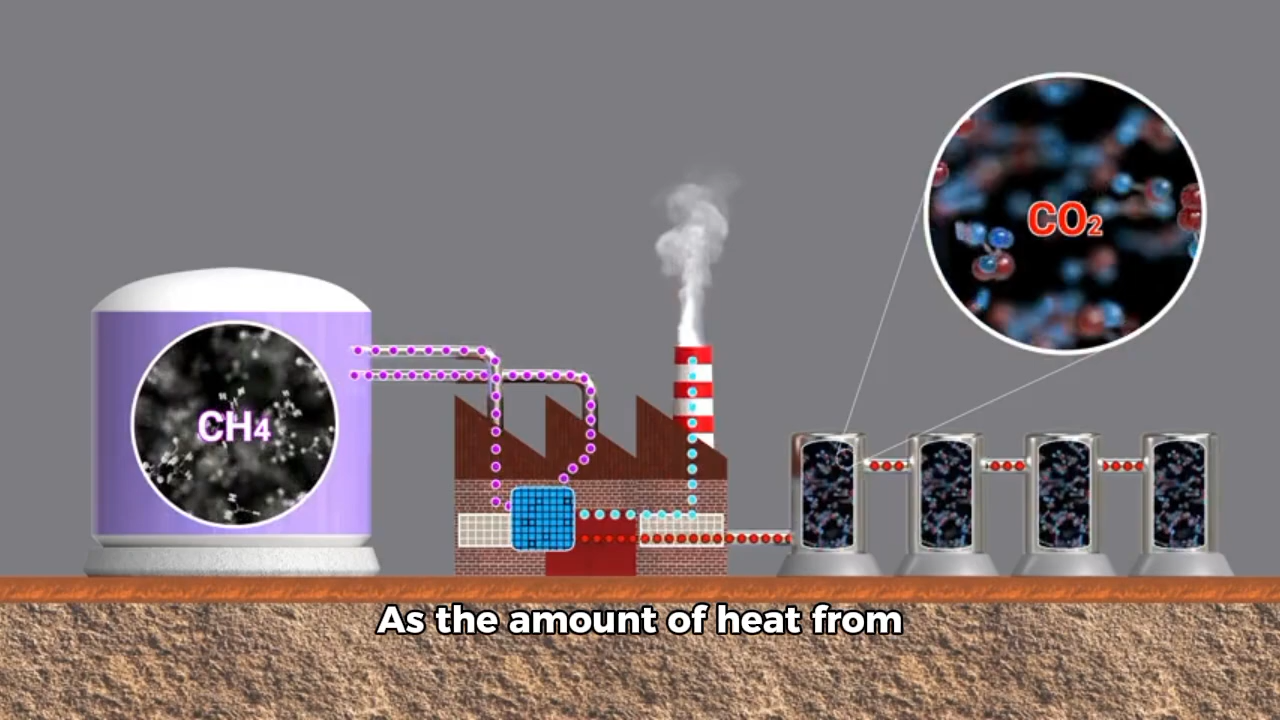 CO₂
CH4
As the amount of heat from